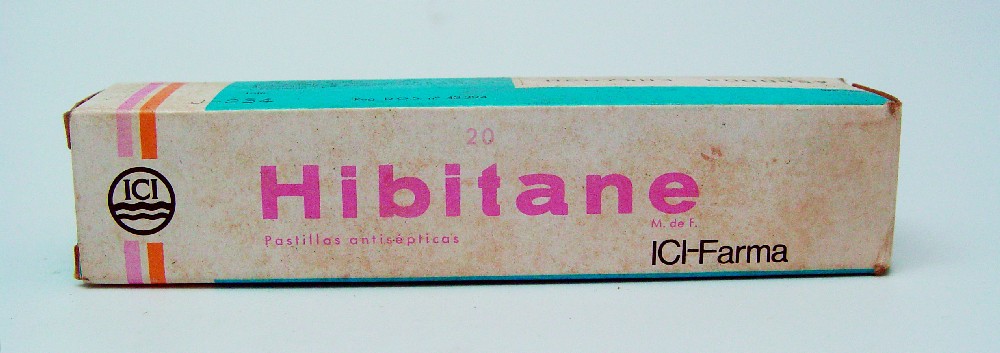 20
Hibitane
M. de F.
Pastillas antisépticas
ICI-Farma
ICI